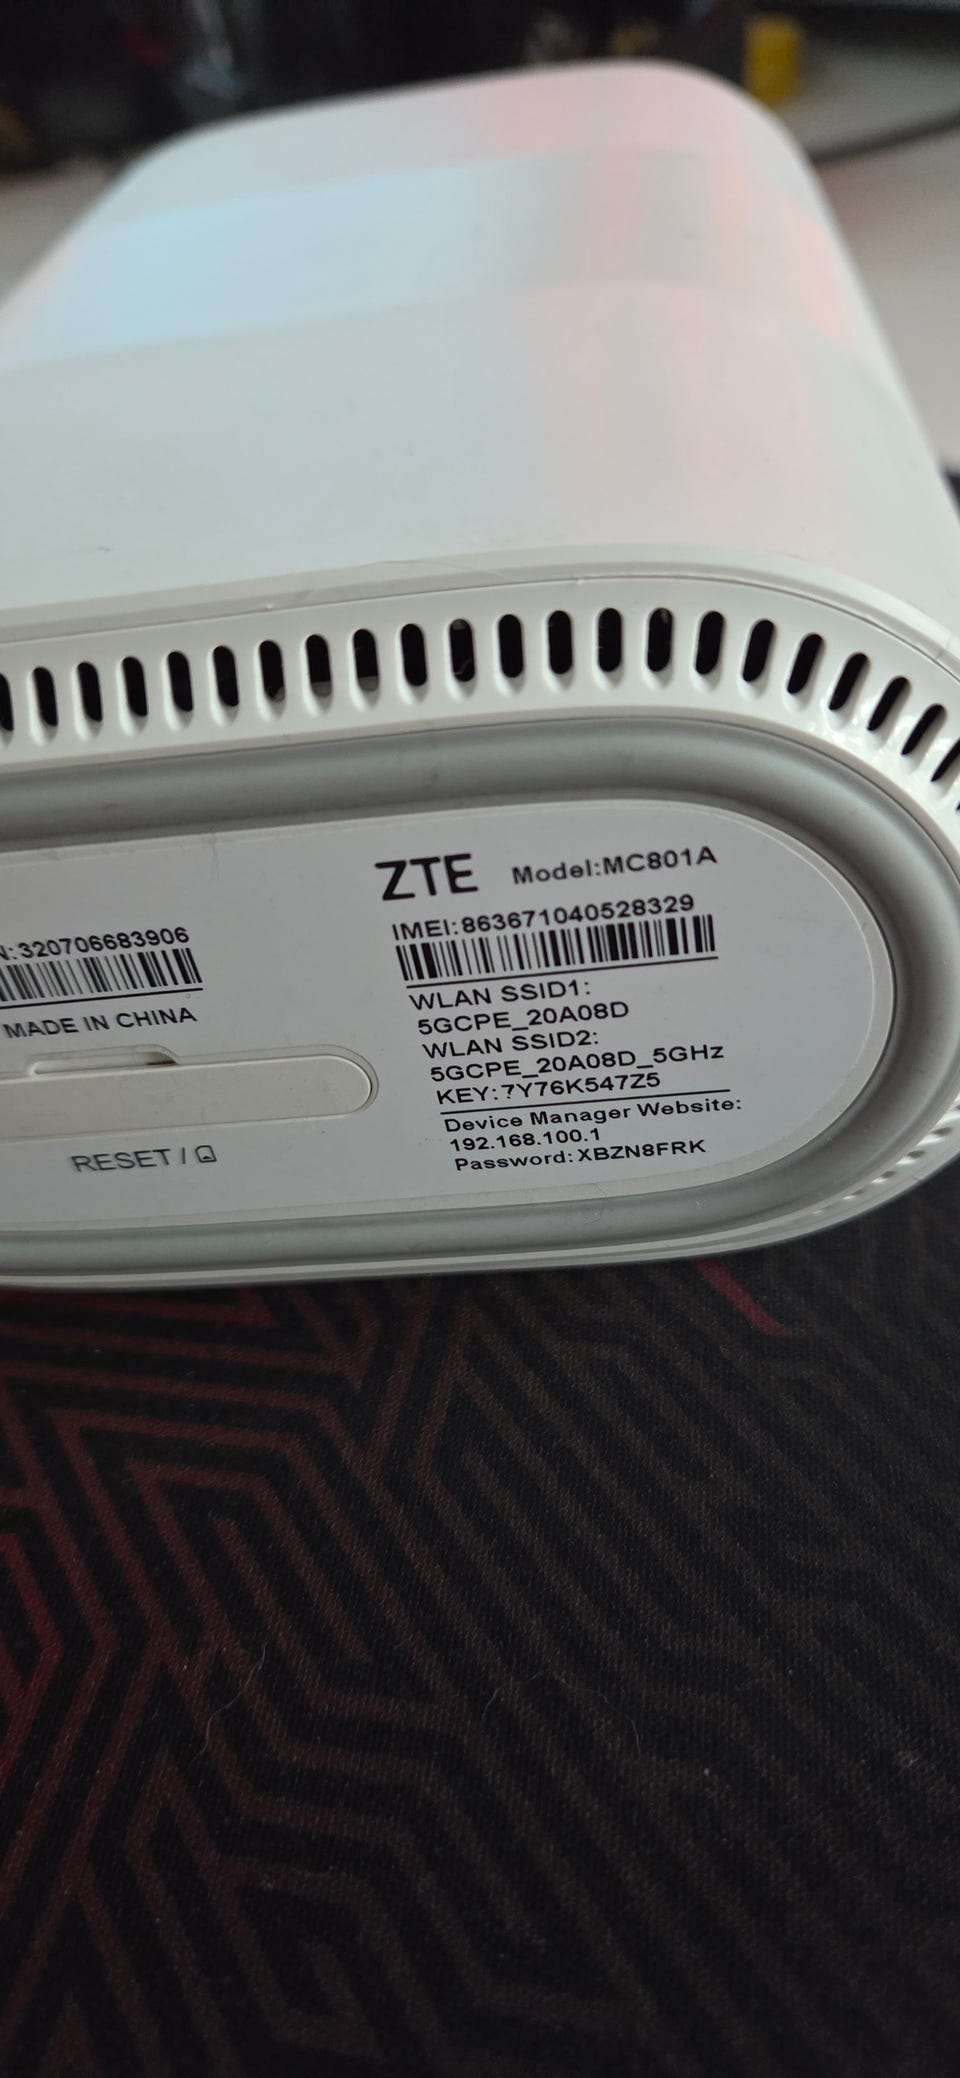 ZTE Model:MC801A
IMEI:863671040528329
WLAN SSID1:
5GCPE_20A08D
WLAN SSID2:
5GCPE_20A08D_5GHz
KEY:7Y76K547Z5
Device Manager Website:
192.168.100.1
Password:XBZN8FRK
N:320706683906
MADE IN CHINA
RESET /